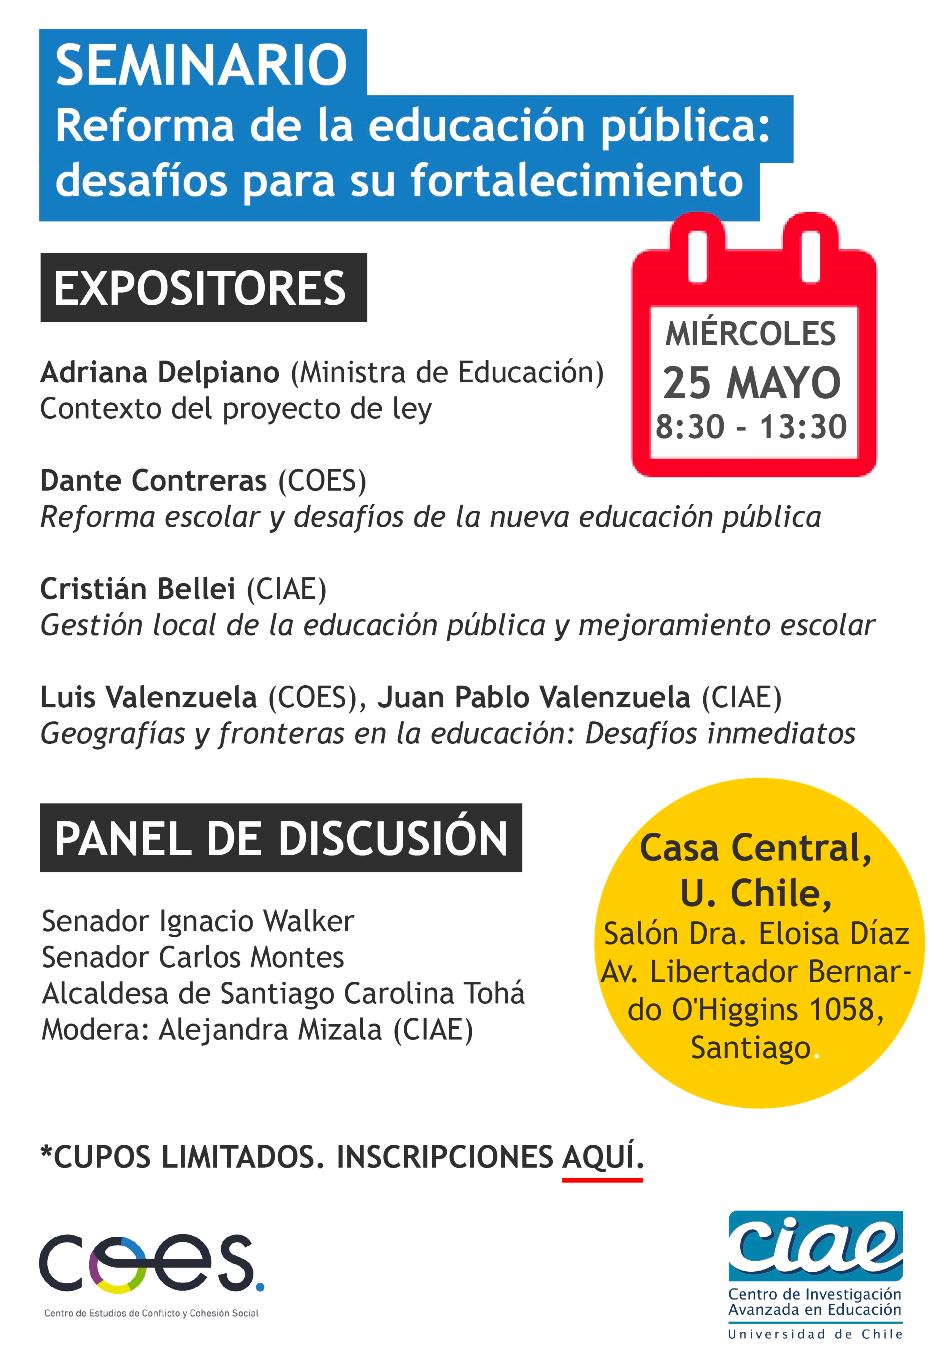 SEMINARIO
Reforma de la educación pública:
desafíos para su fortalecimiento
EXPOSITORES
MIÉRCOLES
25 MAYO
8:30 - 13:30
Adriana Delpiano (Ministra de Educación)
Contexto del proyecto de ley
Dante Contreras (COES)
Reforma escolar y desafíos de la nueva educación pública
Cristián Bellei (CIAE)
Gestión local de la educación pública y mejoramiento escolar
Luis Valenzuela (COES), Juan Pablo Valenzuela (CIAE)
Geografías y fronteras en la educación: Desafíos inmediatos
PANEL DE DISCUSIÓN
Senador Ignacio Walker
Senador Carlos Montes
Alcaldesa de Santiago Carolina Tohá
Modera: Alejandra Mizala (CIAE)
Casa Central,
U. Chile,
Salón Dra. Eloisa Díaz
Av. Libertador Bernar-
do O'Higgins 1058,
Santiago.
*CUPOS LIMITADOS. INSCRIPCIONES AQUÍ.
coes.
Centro de Estudios de Conflicto y Cohesión Social
ciae
Centro de Investigación
Avanzada en Educación
Universidad de Chile